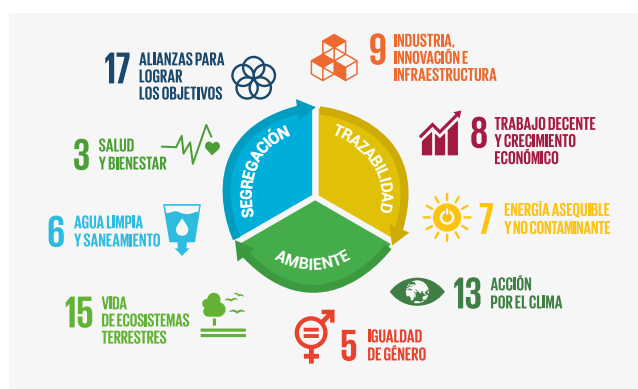 17 ALIANZAS PARA
LOGRAR
LOS OBJETIVOS
9 INDUSTRIA,
INNOVACIÓN E
INFRAESTRUCTURA
3 SALUD
Y BIENESTAR
SEGREGACIÓN
TRAZABILIDAD
AMBIENTE
8 TRABAJO DECENTE
Y CRECIMIENTO
ECONÓMICO
6 AGUA LIMPIA
Y SANEAMIENTO
7 ENERGÍA ASEQUIBLE
Y NO CONTAMINANTE
15 VIDA
DE ECOSISTEMAS
TERRESTRES
13 ACCIÓN
POR EL CLIMA
5 IGUALDAD
DE GÉNERO